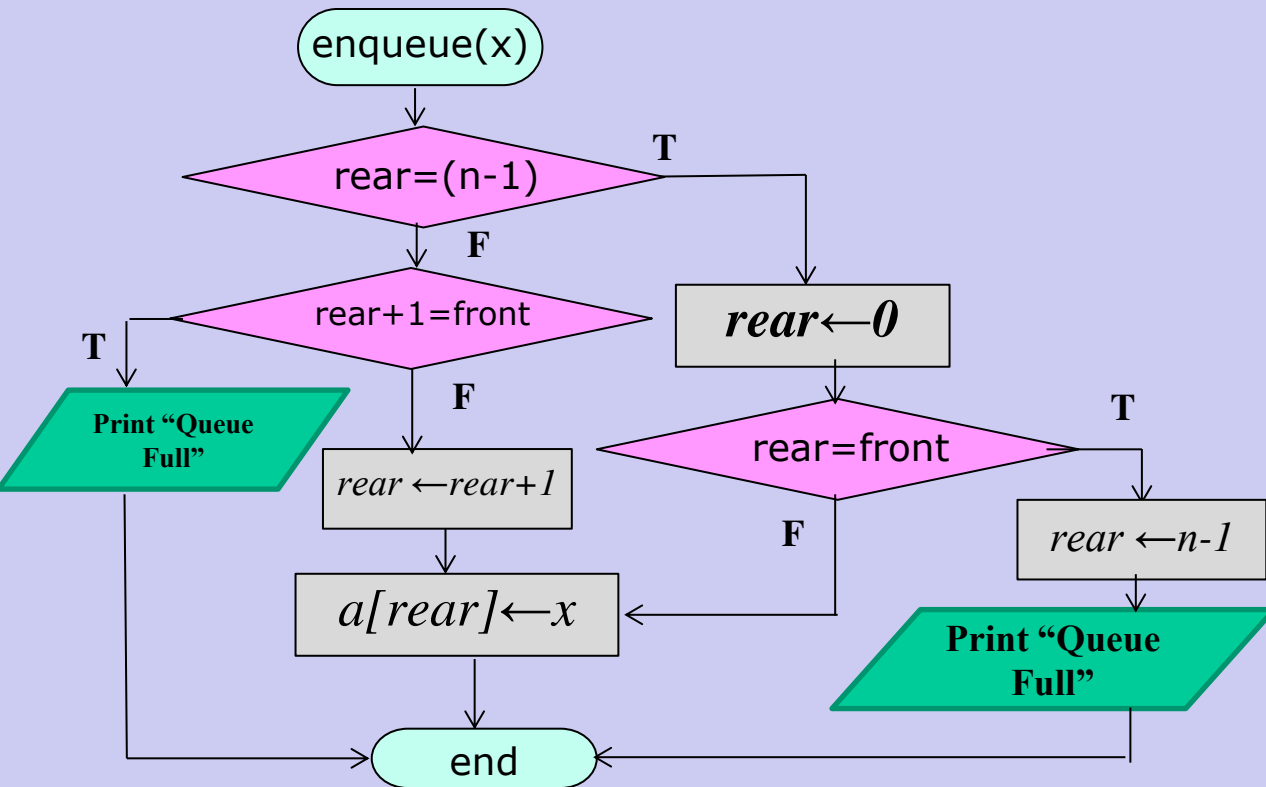 enqueue(x)
rear=(n-1)
T
F
rear+1=front
T
F
Print “Queue
Full”
rear ←rear+1
a[rear]←x
rear←0
rear=front
T
F
rear ←n-1
Print “Queue
Full”
end